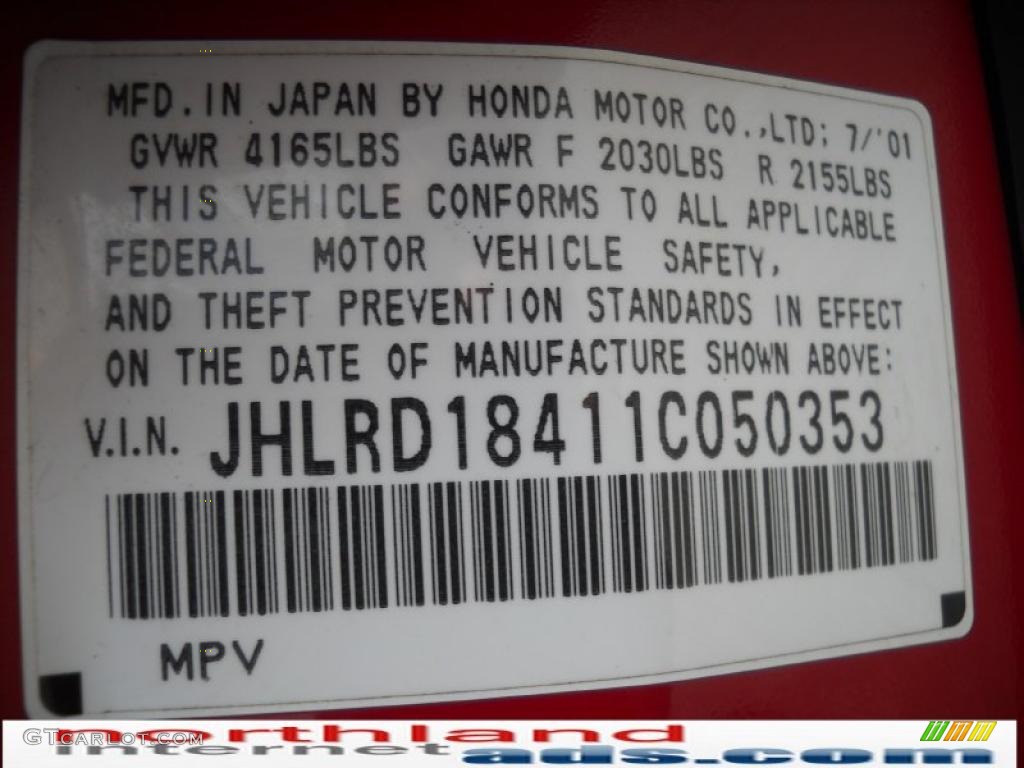 MFD. IN JAPAN BY HONDA MOTOR CO.,LTD; 7/'01
GVWR 4165LBS GAWR F 2030LBS R 2155LBS
THIS VEHICLE CONFORMS TO ALL APPLICABLE
FEDERAL MOTOR VEHICLE SAFETY,
AND THEFT PREVENTION STANDARDS IN EFFECT
ON THE DATE OF MANUFACTURE SHOWN ABOVE:
V.I.N. JHLRD18411C050353
MPV
GTcarlot.com
northland
internet ads.com